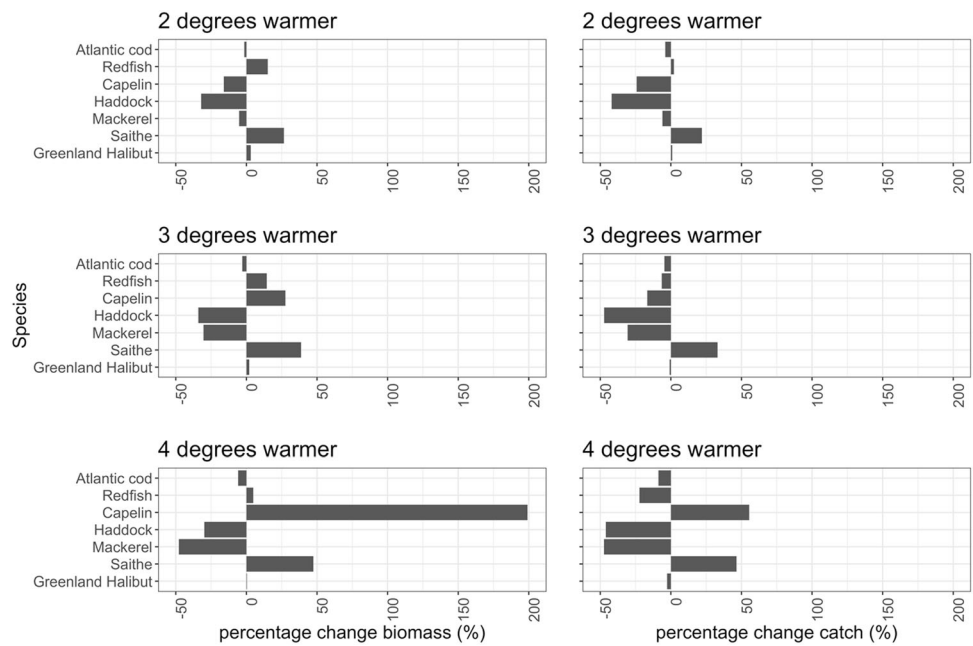 2 degrees warmer
Atlantic cod
Redfish
Capelin
Haddock
Mackerel
Saithe
Greenland Halibut
-50 0 50 100 150 200
2 degrees warmer
-50 0 50 100 150 200
Species
3 degrees warmer
Atlantic cod
Redfish
Capelin
Haddock
Mackerel
Saithe
Greenland Halibut
-50 0 50 100 150 200
3 degrees warmer
-50 0 50 100 150 200
4 degrees warmer
Atlantic cod
Redfish
Capelin
Haddock
Mackerel
Saithe
Greenland Halibut
-50 0 50 100 150 200
percentage change biomass (%)
4 degrees warmer
-50 0 50 100 150 200
percentage change catch (%)